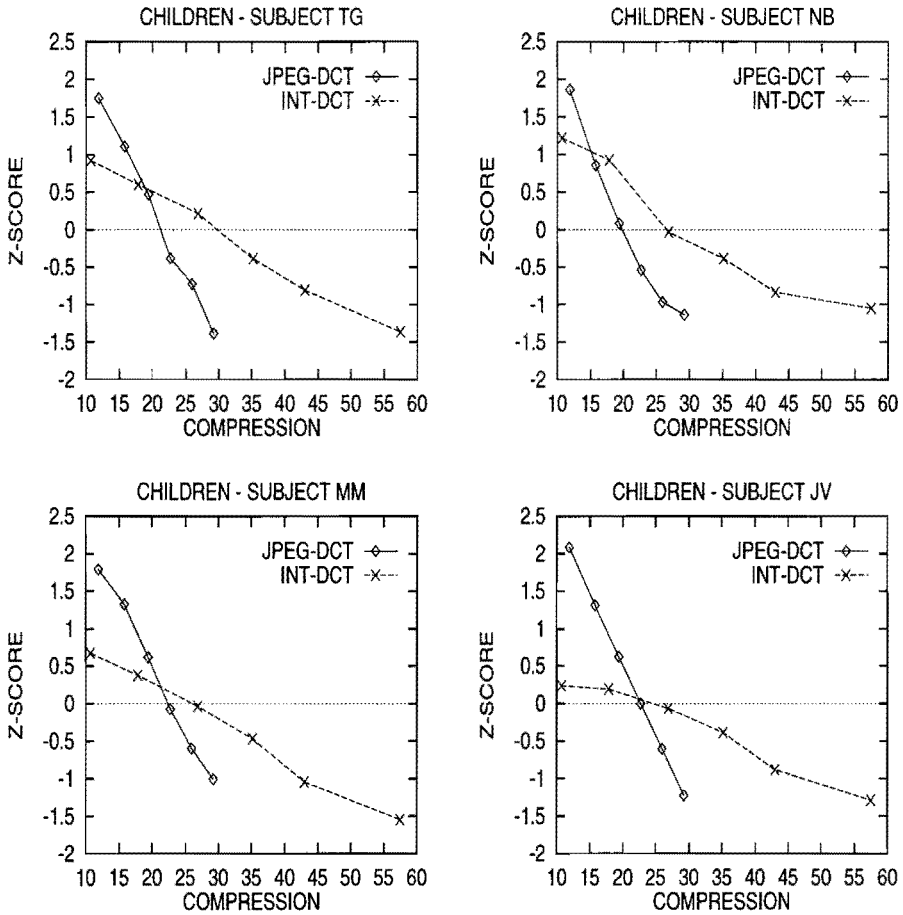 CHILDREN - SUBJECT TG
2.5
2
1.5
1
0.5
0
-0.5
-1
-1.5
-2
Z-SCORE
JPEG-DCT
INT-DCT
10 15 20 25 30 35 40 45 50 55 60
COMPRESSION
CHILDREN - SUBJECT NB
2.5
2
1.5
1
0.5
0
-0.5
-1
-1.5
-2
Z-SCORE
JPEG-DCT
INT-DCT
10 15 20 25 30 35 40 45 50 55 60
COMPRESSION
CHILDREN - SUBJECT MM
2.5
2
1.5
1
0.5
0
-0.5
-1
-1.5
-2
Z-SCORE
JPEG-DCT
INT-DCT
10 15 20 25 30 35 40 45 50 55 60
COMPRESSION
CHILDREN - SUBJECT JV
2.5
2
1.5
1
0.5
0
-0.5
-1
-1.5
-2
Z-SCORE
JPEG-DCT
INT-DCT
10 15 20 25 30 35 40 45 50 55 60
COMPRESSION